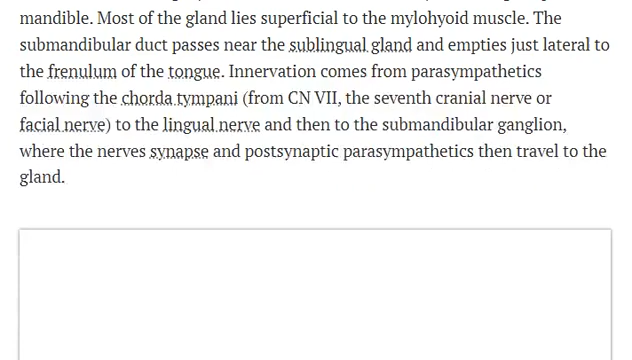 mandible. Most of the gland lies superficial to the mylohyoid muscle. The
submandibular duct passes near the sublingual gland and empties just lateral to
the frenulum of the tongue. Innervation comes from parasympathetics
following the chorda tympani (from CN VII, the seventh cranial nerve or
facial nerve) to the lingual nerve and then to the submandibular ganglion,
where the nerves synapse and postsynaptic parasympathetics then travel to the
gland.